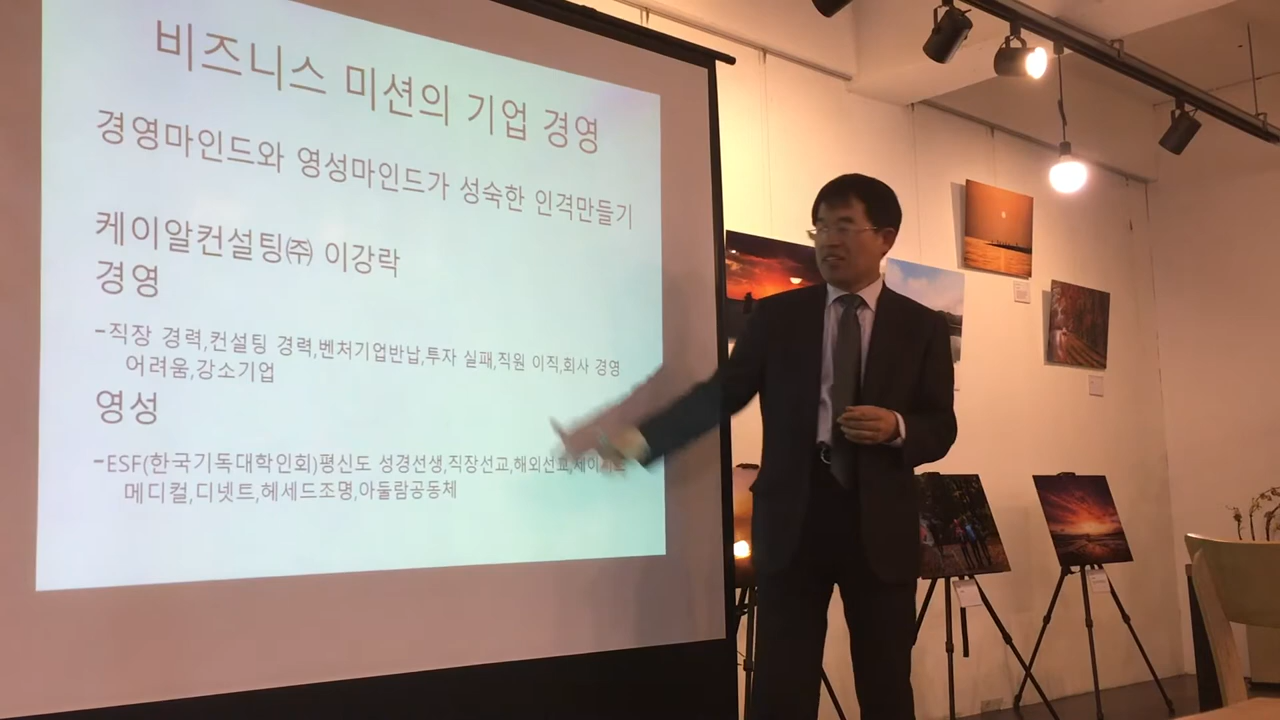 비즈니스 미션의 기업 경영
경영마인드와 영성마인드가 성숙한 인격만들기
케이알컨설팅㈜ 이강락
경영
-직장 경력,컨설팅 경력,벤처기업반납,투자 실패,직원 이직,회사 경영
어려움,강소기업
영성
-ESF(한국기독대학인회)평신도 성경선생,직장선교,해외선교,
메디컬,디넷트,헤세드조명,아둘람공동체